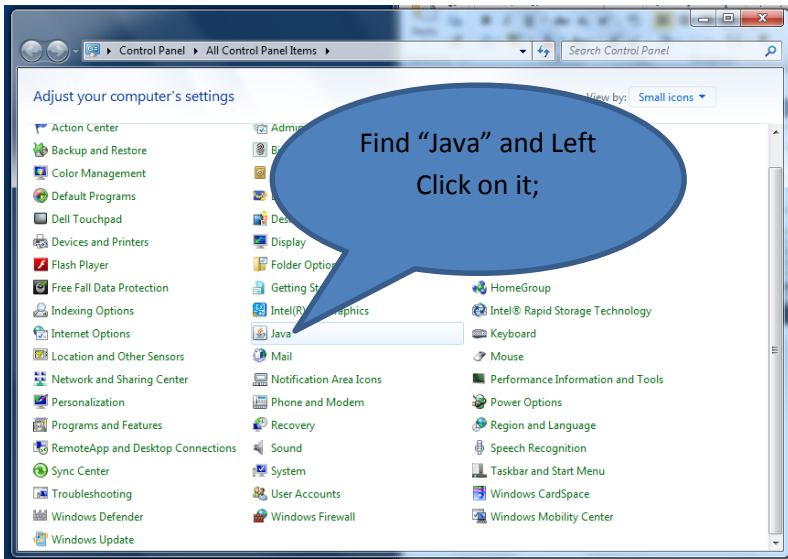 Control Panel ▸ All Control Panel Items ▸
Search Control Panel
Adjust your computer's settings
View by: Small icons
Find “Java” and Left
Click on it;
Action Center
Backup and Restore
Color Management
Default Programs
Dell Touchpad
Devices and Printers
Display
Flash Player
Free Fall Data Protection
Getting
HomeGroup
Indexing Options
Intel(R)
Intel® Rapid Storage Technology
Internet Options
Java
Keyboard
Location and Other Sensors
Mail
Mouse
Network and Sharing Center
Notification Area Icons
Performance Information and Tools
Personalization
Phone and Modem
Power Options
Programs and Features
Recovery
Region and Language
RemoteApp and Desktop Connections
Sound
Speech Recognition
Sync Center
System
Taskbar and Start Menu
Troubleshooting
User Accounts
Windows CardSpace
Windows Defender
Windows Firewall
Windows Mobility Center
Windows Update